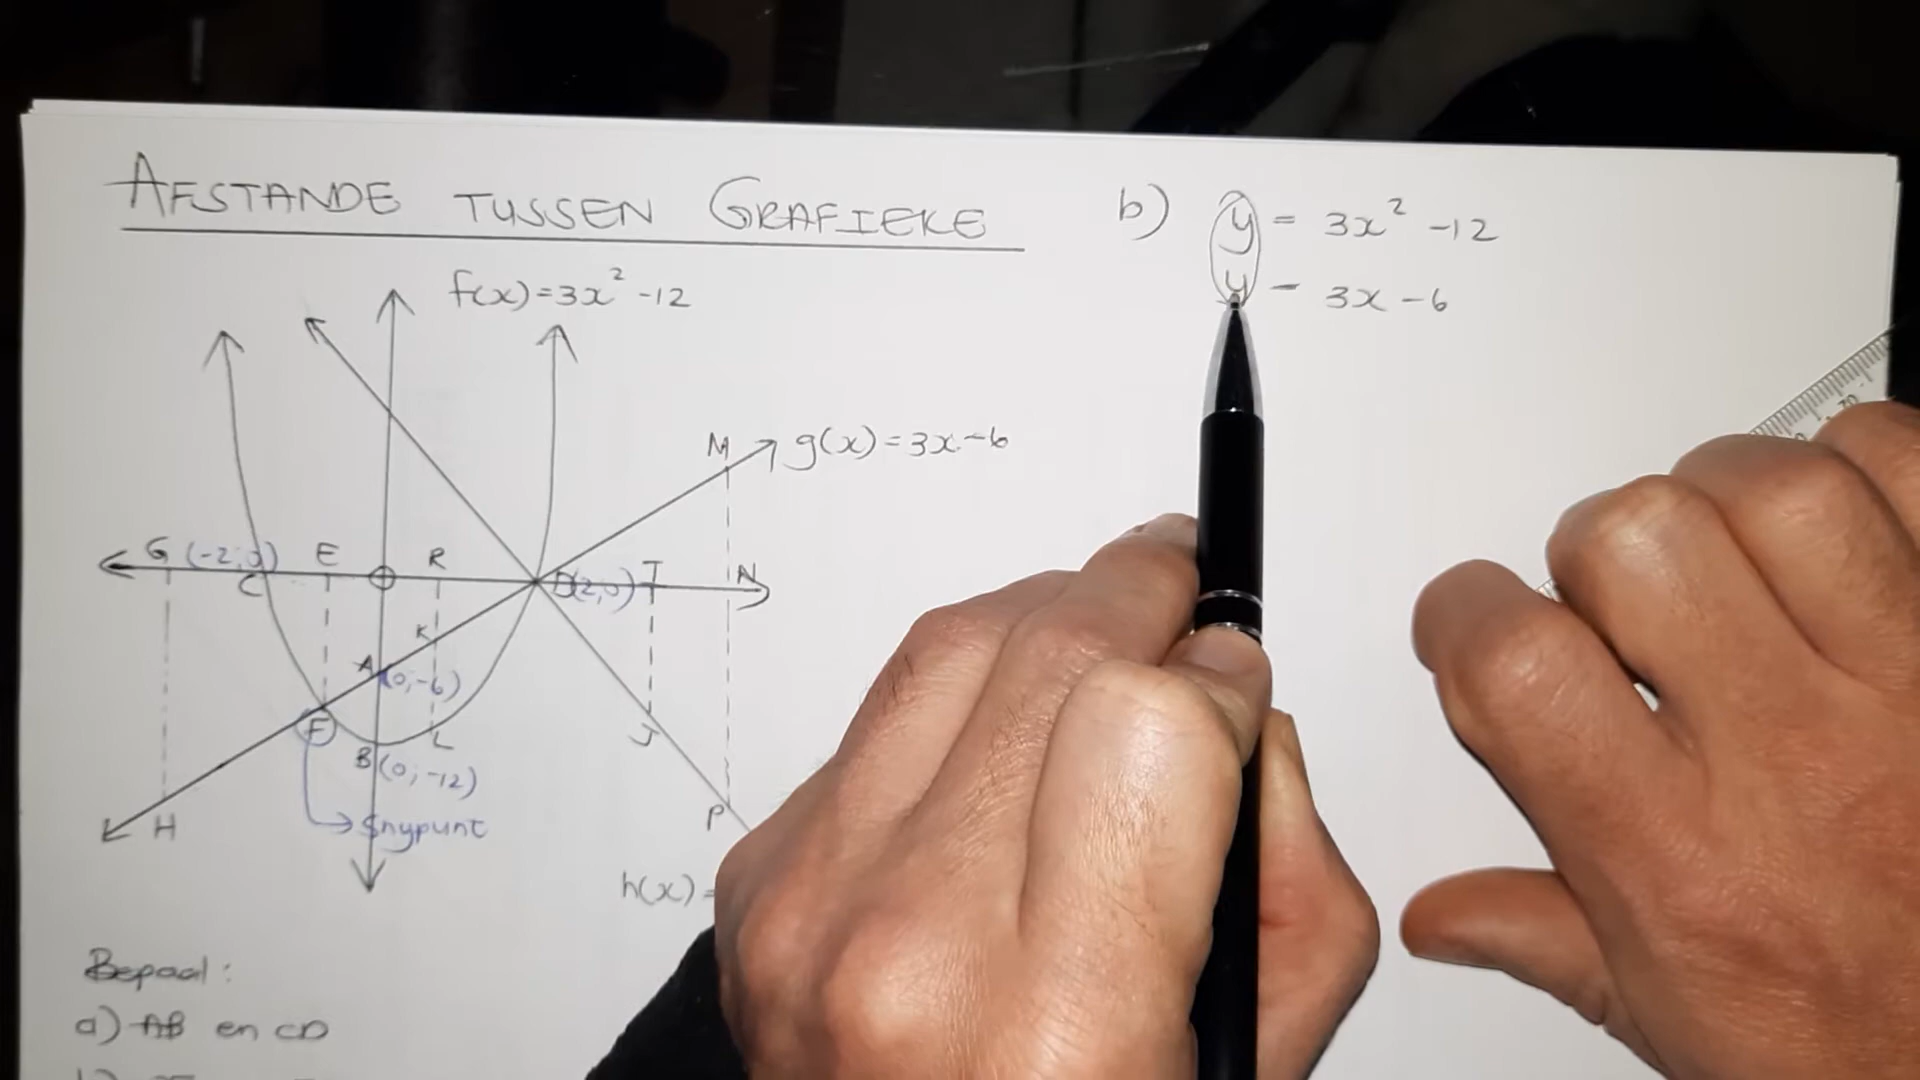 AFSTANDE TUSSEN GRAFIEKE
f(x)=3x²-12
M
g(x)=3x-6
G (-2;0) E R
C D(2;0) T N
K
A (0;-6)
F
B (0;-12) L J
H Snypunt P
h(x)=
Bepaal:
a) AB en CD
b) y = 3x² -12
y = 3x -6